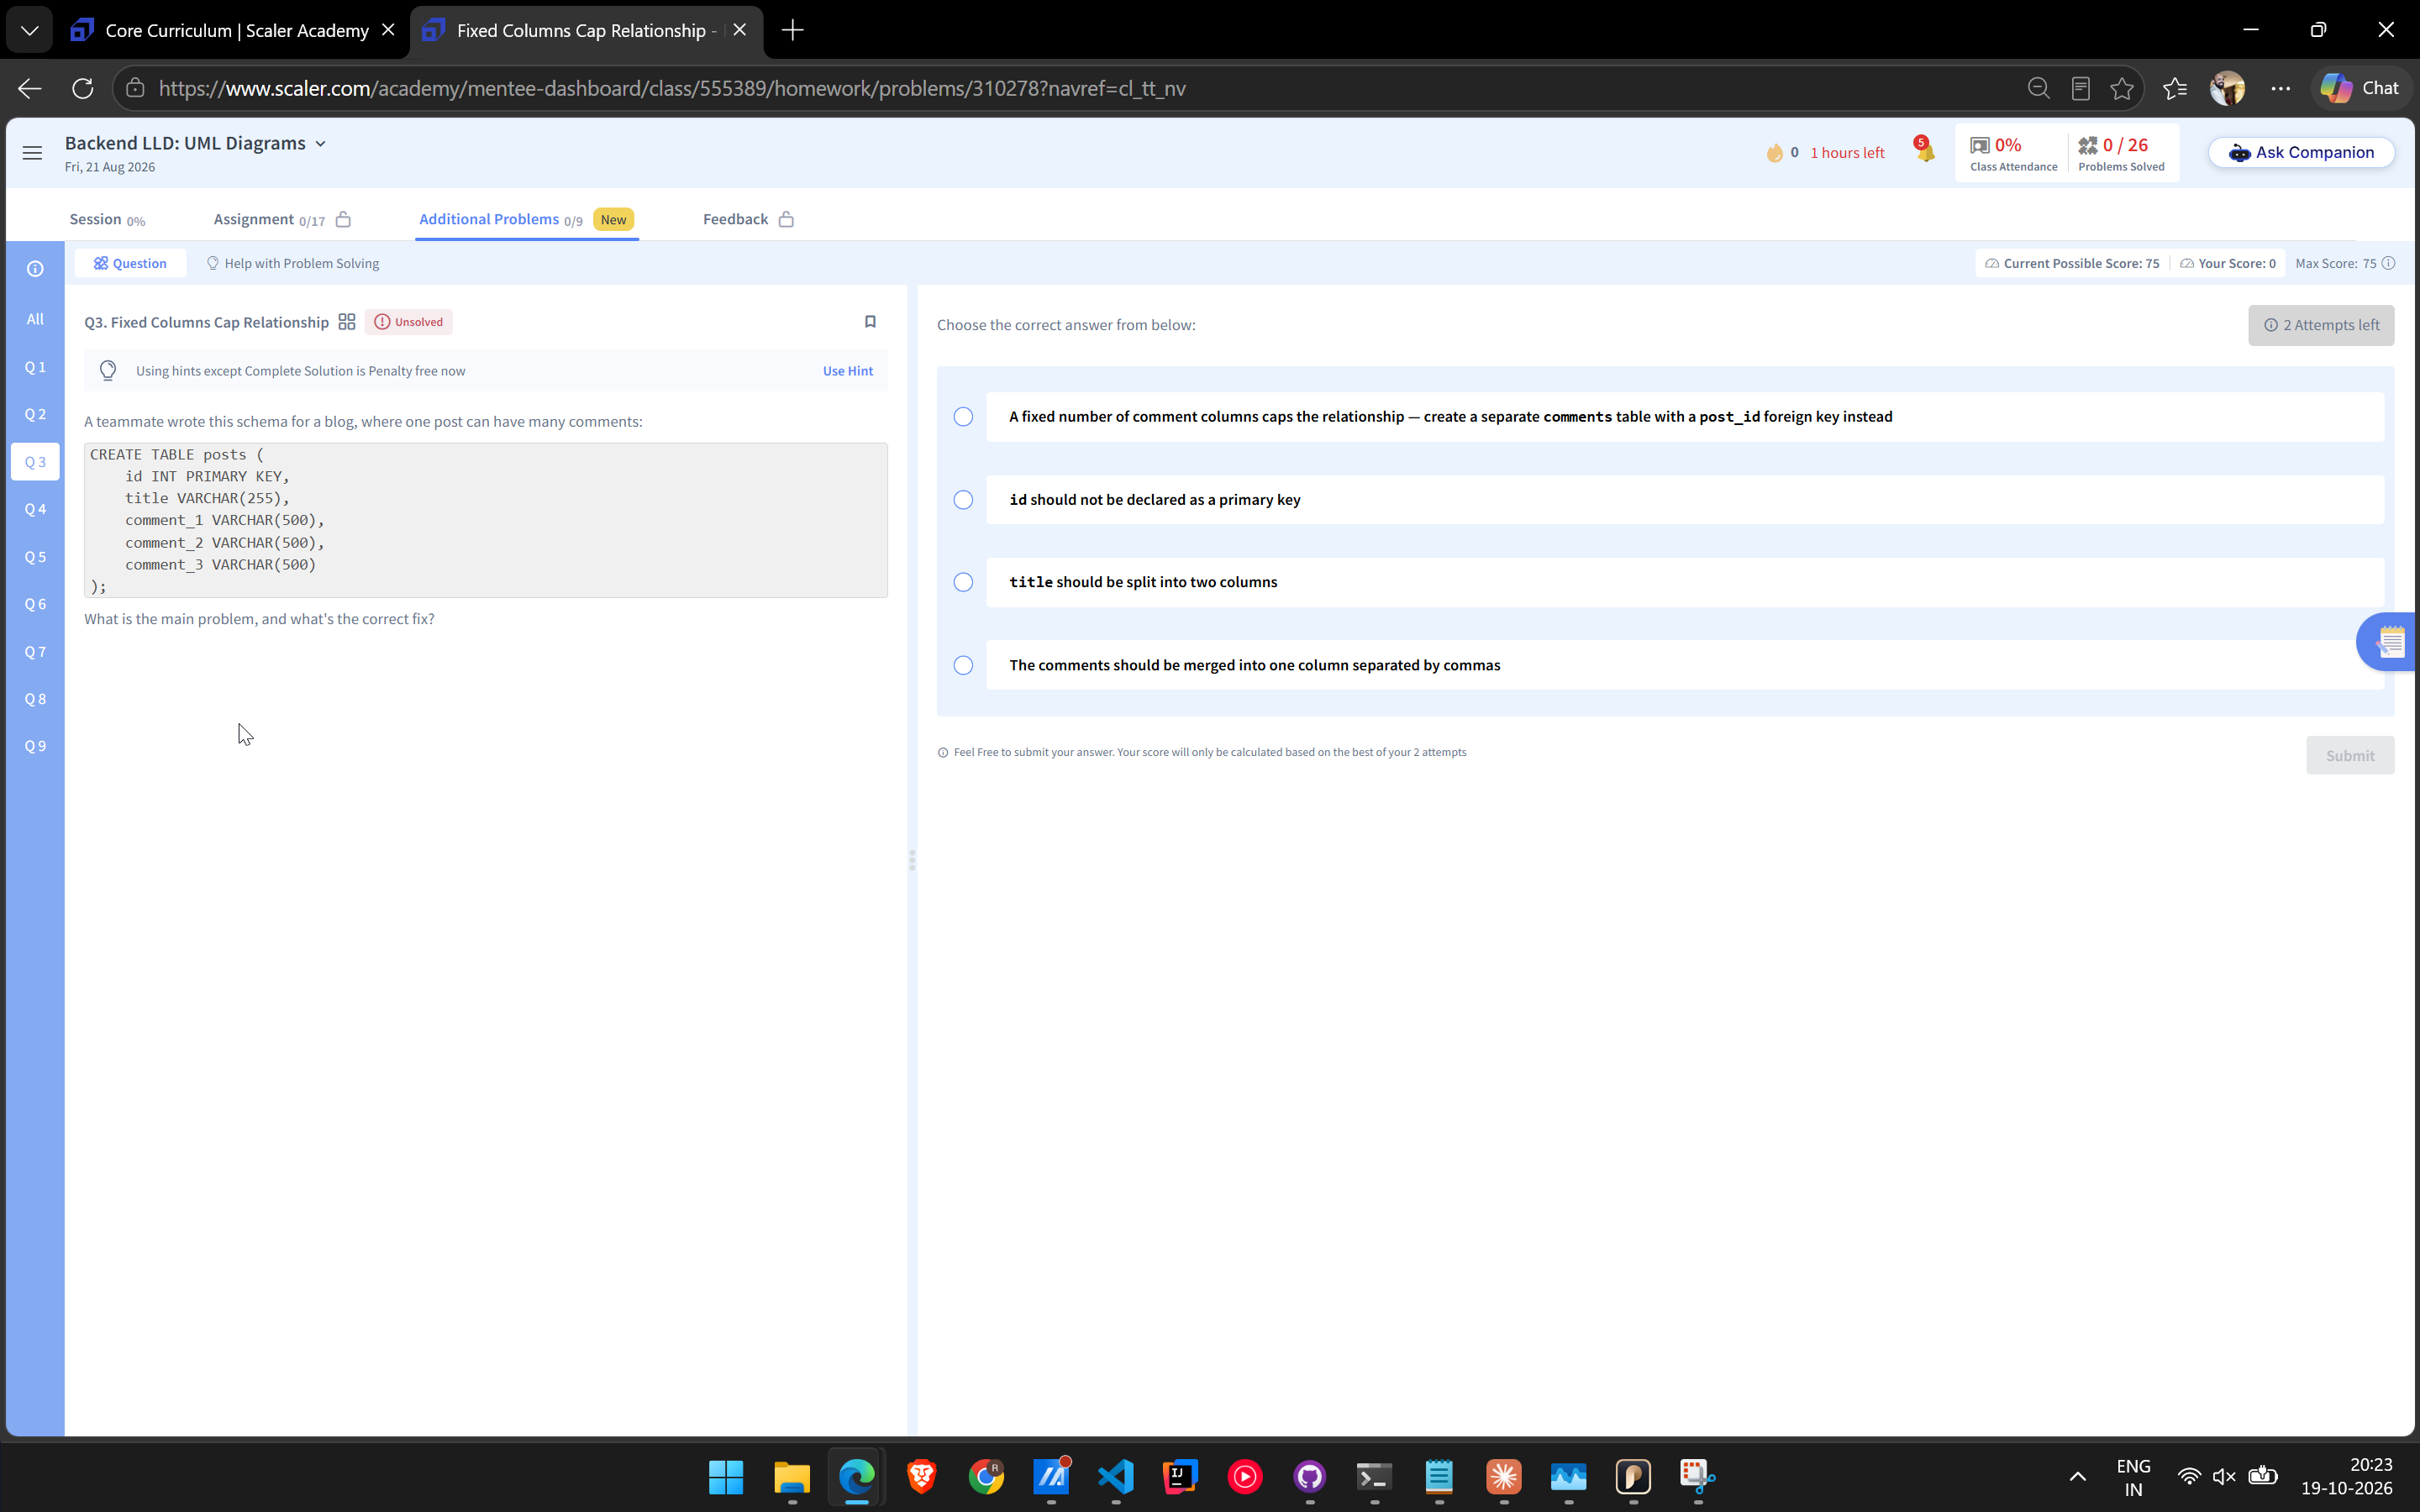 Core Curriculum | Scaler Academy
Fixed Columns Cap Relationship -
https://www.scaler.com/academy/mentee-dashboard/class/555389/homework/problems/310278?navref=cl_tt_nv
Chat
Backend LLD: UML Diagrams
Fri, 21 Aug 2026
0 1 hours left
5
0%
Class Attendance
0 / 26
Problems Solved
Ask Companion
Session 0%
Assignment 0/17
Additional Problems 0/9 New
Feedback
Question
Help with Problem Solving
Current Possible Score: 75
Your Score: 0
Max Score: 75
All
Q 1
Q 2
Q 3
Q 4
Q 5
Q 6
Q 7
Q 8
Q 9
Q3. Fixed Columns Cap Relationship
Unsolved
Using hints except Complete Solution is Penalty free now
Use Hint
A teammate wrote this schema for a blog, where one post can have many comments:
CREATE TABLE posts (
id INT PRIMARY KEY,
title VARCHAR(255),
comment_1 VARCHAR(500),
comment_2 VARCHAR(500),
comment_3 VARCHAR(500)
);
What is the main problem, and what's the correct fix?
Choose the correct answer from below:
2 Attempts left
A fixed number of comment columns caps the relationship — create a separate comments table with a post_id foreign key instead
id should not be declared as a primary key
title should be split into two columns
The comments should be merged into one column separated by commas
Feel Free to submit your answer. Your score will only be calculated based on the best of your 2 attempts
Submit
R
IJ
ENG
IN
20:23
19-10-2026